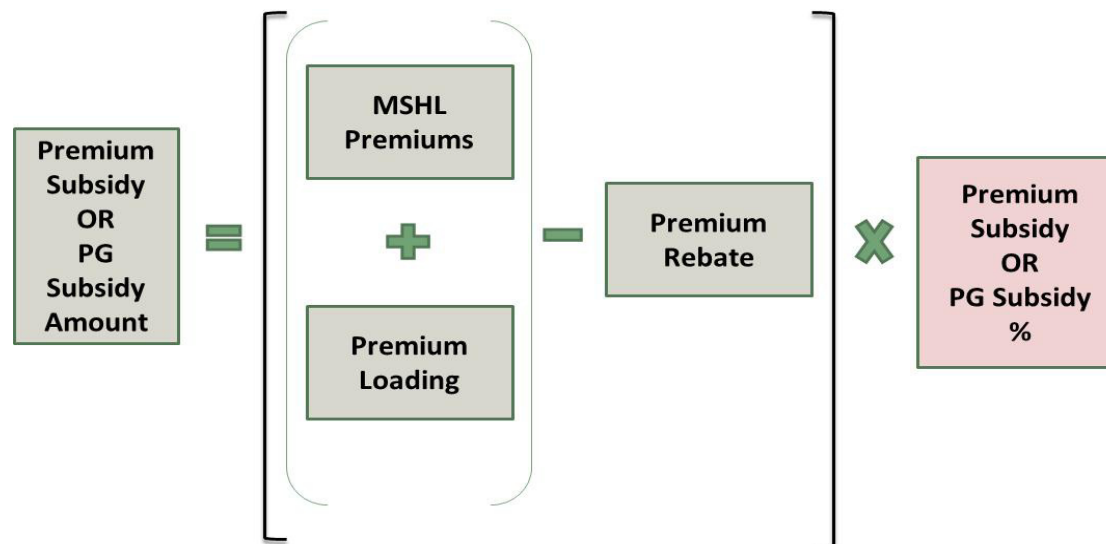 Premium
Subsidy
OR
PG
Subsidy
Amount
=
MSHL
Premiums
+
Premium
Loading
-
Premium
Rebate
X
Premium
Subsidy
OR
PG Subsidy
%